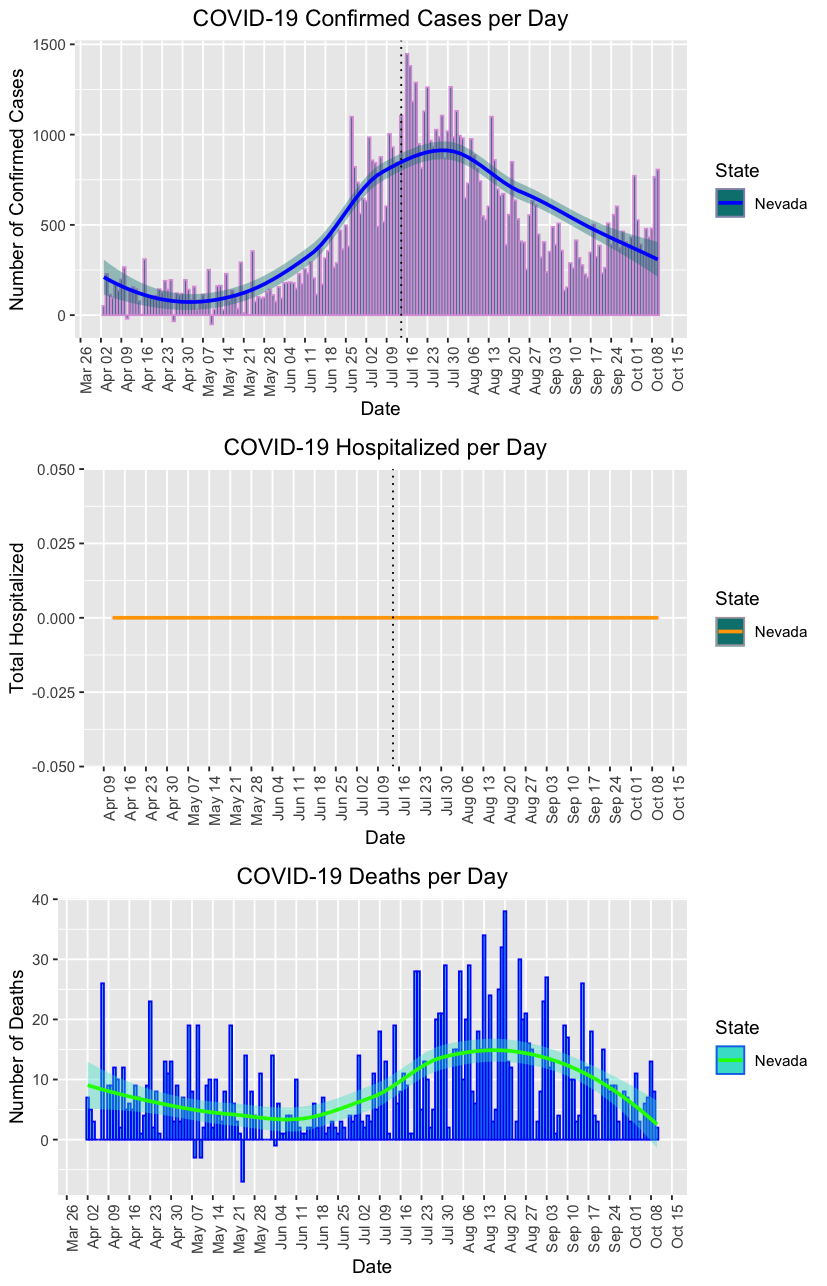 COVID-19 Confirmed Cases per Day
1500
1000
500
0
Number of Confirmed Cases
Mar 26
Apr 02
Apr 09
Apr 16
Apr 23
Apr 30
May 07
May 14
May 21
May 28
Jun 04
Jun 11
Jun 18
Jun 25
Jul 02
Jul 09
Jul 16
Jul 23
Jul 30
Aug 06
Aug 13
Aug 20
Aug 27
Sep 03
Sep 10
Sep 17
Sep 24
Oct 01
Oct 08
Oct 15
Date
State
Nevada
COVID-19 Hospitalized per Day
0.050
0.025
0.000
-0.025
-0.050
Total Hospitalized
Apr 09
Apr 16
Apr 23
Apr 30
May 07
May 14
May 21
May 28
Jun 04
Jun 11
Jun 18
Jun 25
Jul 02
Jul 09
Jul 16
Jul 23
Jul 30
Aug 06
Aug 13
Aug 20
Aug 27
Sep 03
Sep 10
Sep 17
Sep 24
Oct 01
Oct 08
Oct 15
Date
State
Nevada
COVID-19 Deaths per Day
40
30
20
10
0
Number of Deaths
Mar 26
Apr 02
Apr 09
Apr 16
Apr 23
Apr 30
May 07
May 14
May 21
May 28
Jun 04
Jun 11
Jun 18
Jun 25
Jul 02
Jul 09
Jul 16
Jul 23
Jul 30
Aug 06
Aug 13
Aug 20
Aug 27
Sep 03
Sep 10
Sep 17
Sep 24
Oct 01
Oct 08
Oct 15
Date
State
Nevada